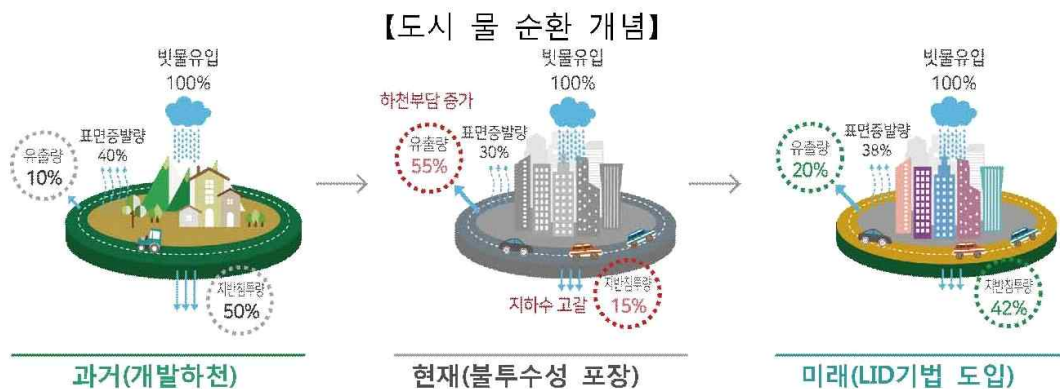 【도시 물 순환 개념】
빗물유입
100%
표면증발량
40%
유출량
10%
지반침투량
50%
과거(개발하천)
빗물유입
100%
하천부담 증가
표면증발량
30%
유출량
55%
지하수 고갈
지반침투량
15%
현재(불투수성 포장)
빗물유입
100%
표면증발량
38%
유출량
20%
지반침투량
42%
미래(LID기법 도입)